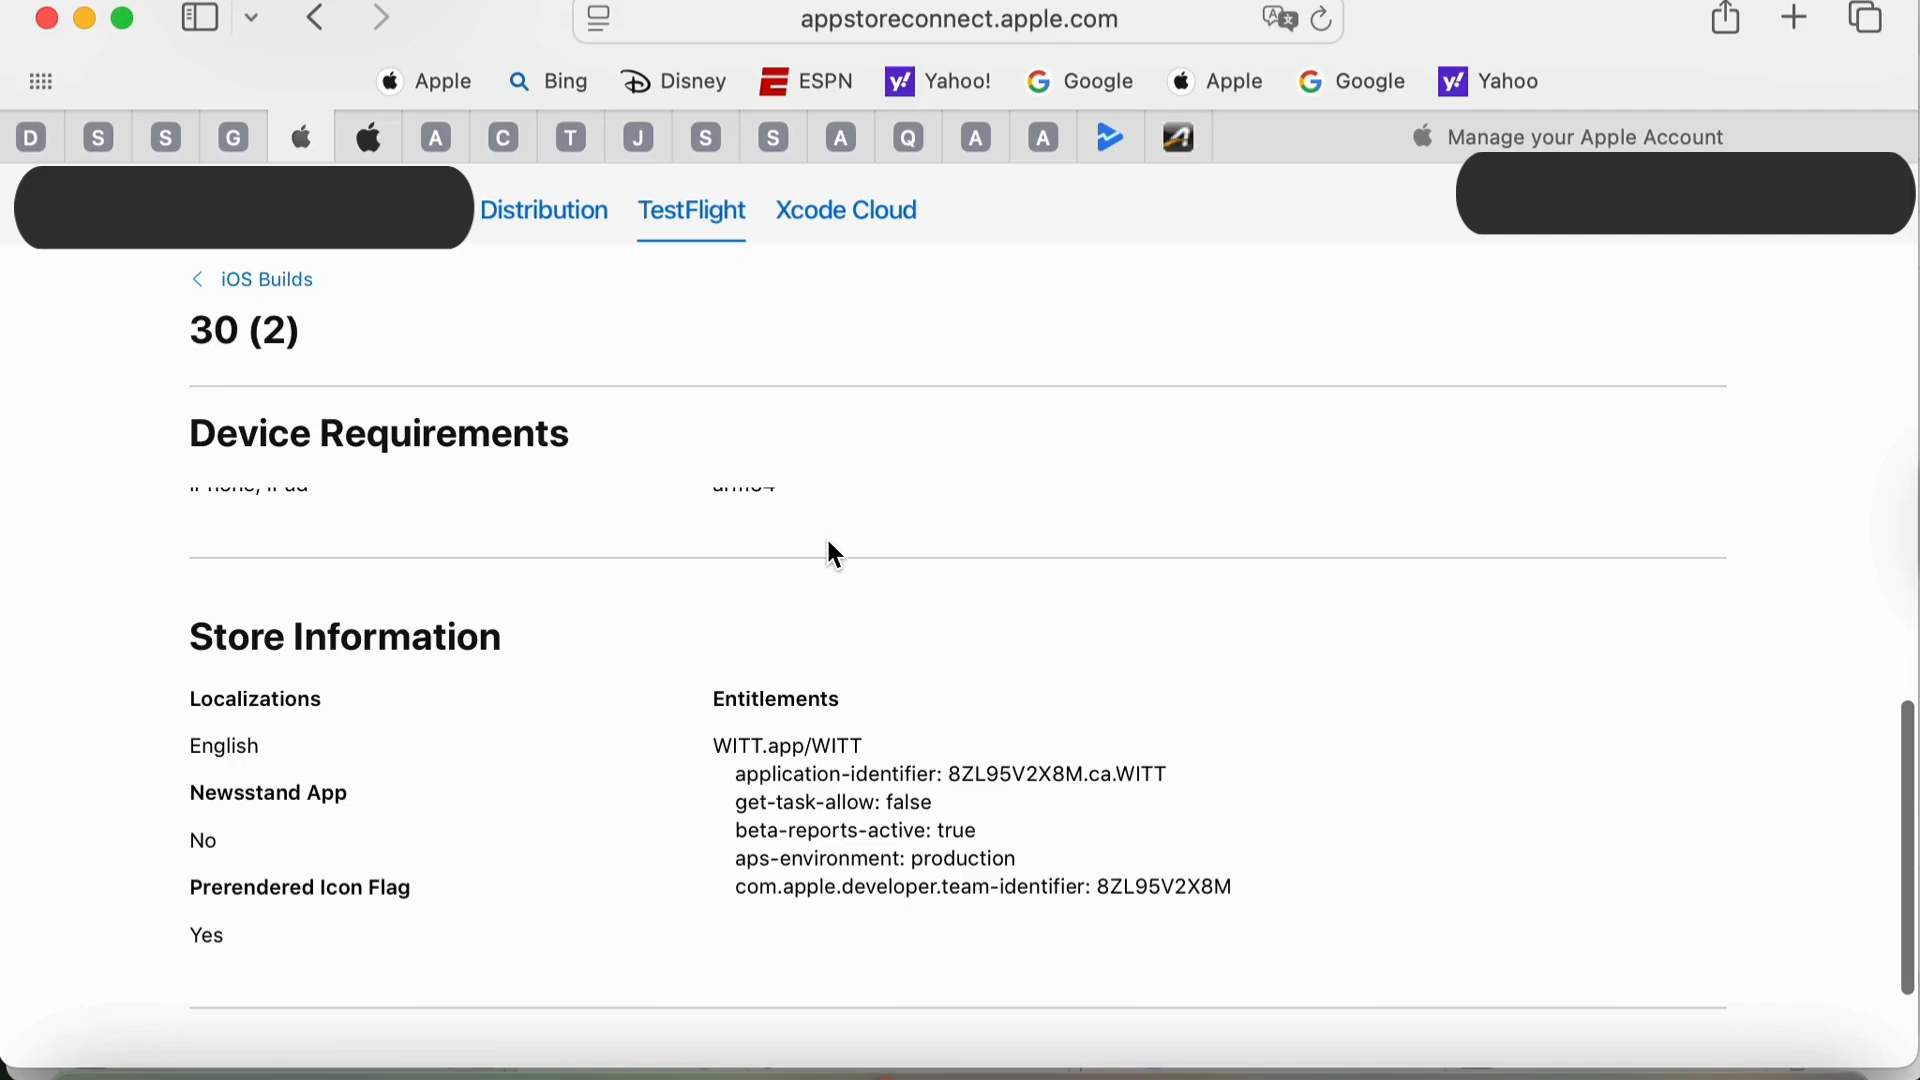 appstoreconnect.apple.com
Apple
Bing
Disney
ESPN
Yahoo!
Google
Apple
Google
Yahoo
D S S G A C T J S S A Q A A Manage your Apple Account
Distribution TestFlight Xcode Cloud
iOS Builds
30 (2)
Device Requirements
Store Information
Localizations
English
Newsstand App
No
Prerendered Icon Flag
Yes
Entitlements
WITT.app/WITT
application-identifier: 8ZL95V2X8M.ca.WITT
get-task-allow: false
beta-reports-active: true
aps-environment: production
com.apple.developer.team-identifier: 8ZL95V2X8M